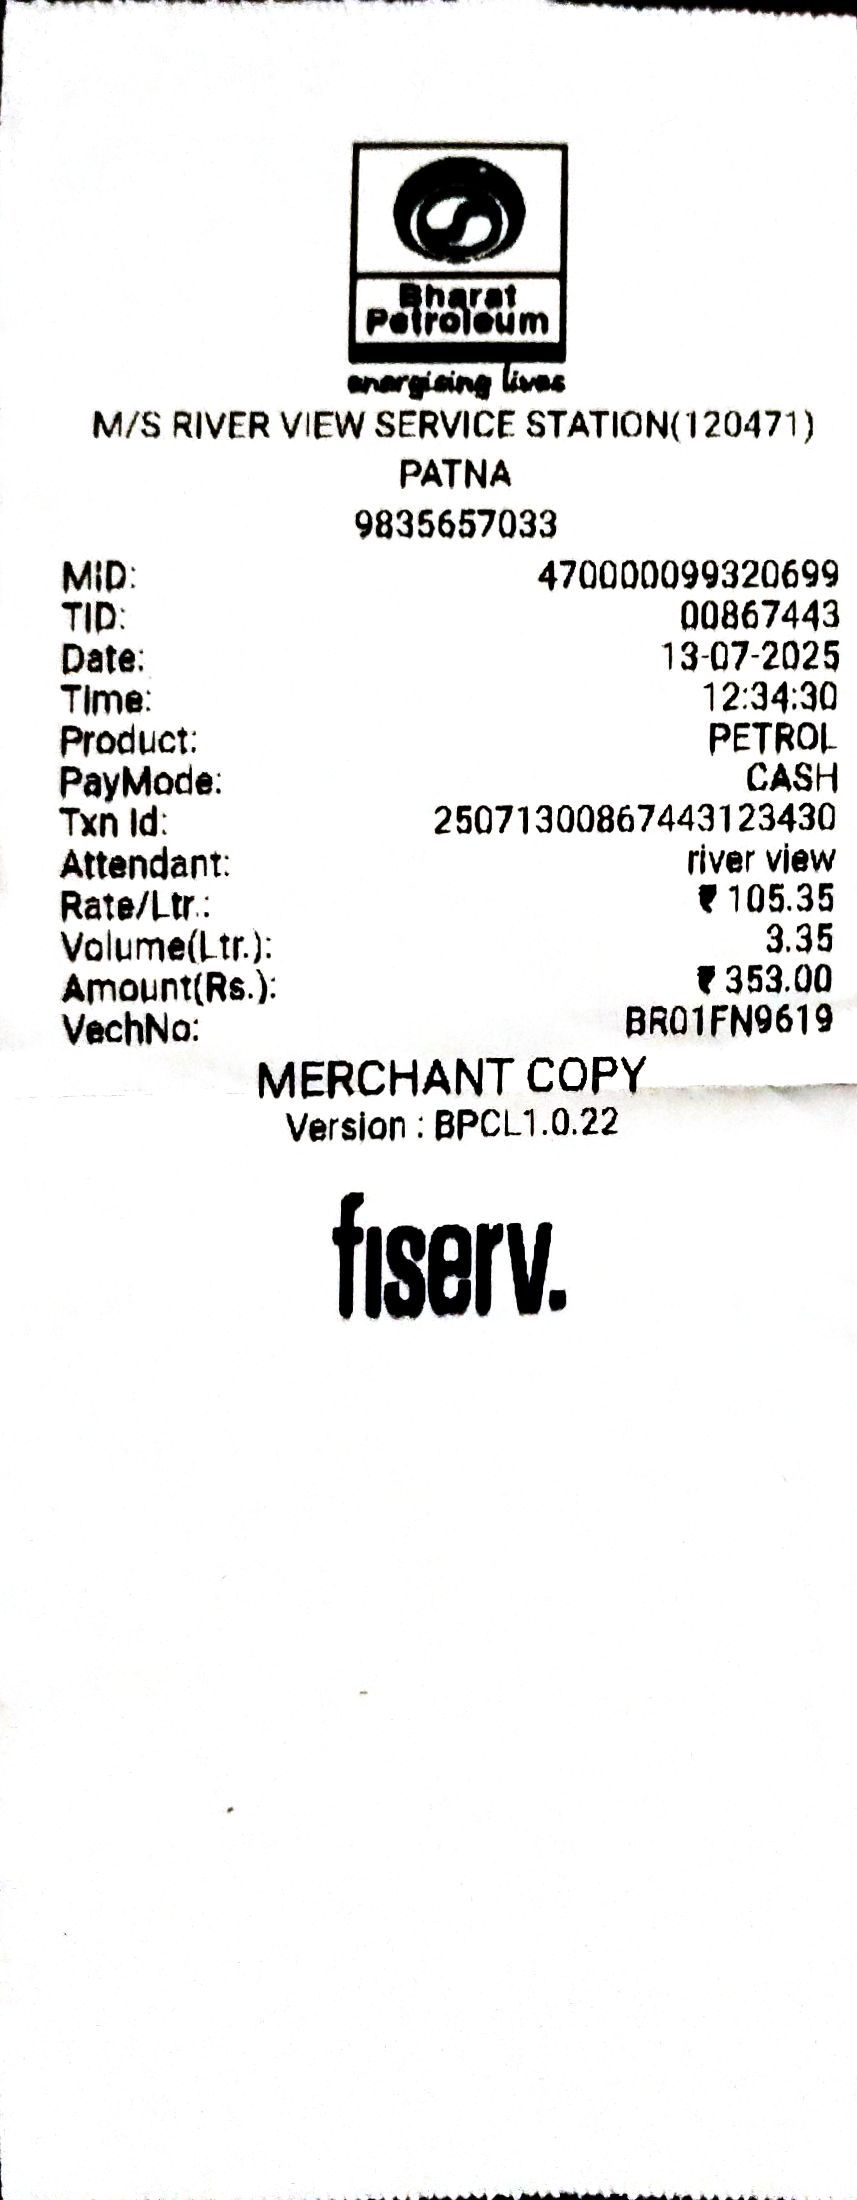 Bharat
Petroleum
energising lives
M/S RIVER VIEW SERVICE STATION(120471)
PATNA
9835657033
MID: 470000099320699
TID: 00867443
Date: 13-07-2025
Time: 12:34:30
Product: PETROL
PayMode: CASH
Txn Id: 25071300867443123430
Attendant: river view
Rate/Ltr.: ₹ 105.35
Volume(Ltr.): 3.35
Amount(Rs.): ₹ 353.00
VechNo: BR01FN9619
MERCHANT COPY
Version : BPCL1.0.22
fiserv.